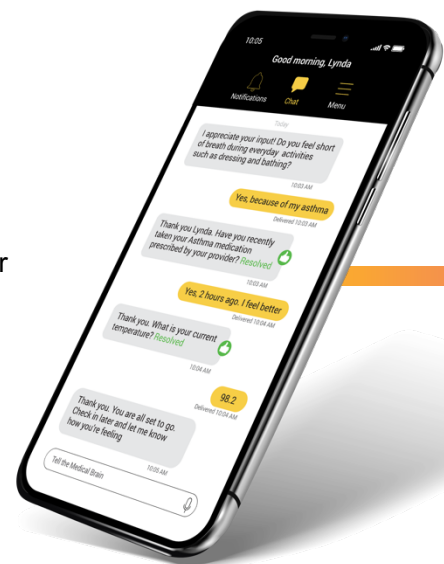 10:05
Good morning, Lynda
Notifications
Chat
Menu
Today
I appreciate your input! Do you feel short
of breath during everyday activities
such as dressing and bathing?
10:03 AM
Yes, because of my asthma
Delivered 10:03 AM
Thank you Lynda. Have you recently
taken your Asthma medication
prescribed by your provider? Resolved
10:03 AM
Yes, 2 hours ago. I feel better
Delivered 10:04 AM
Thank you. What is your current
temperature? Resolved
10:04 AM
98.2
Delivered 10:04 AM
Thank you. You are all set to go.
Check in later and let me know
how you're feeling
10:05 AM
Tell the Medical Brain
r